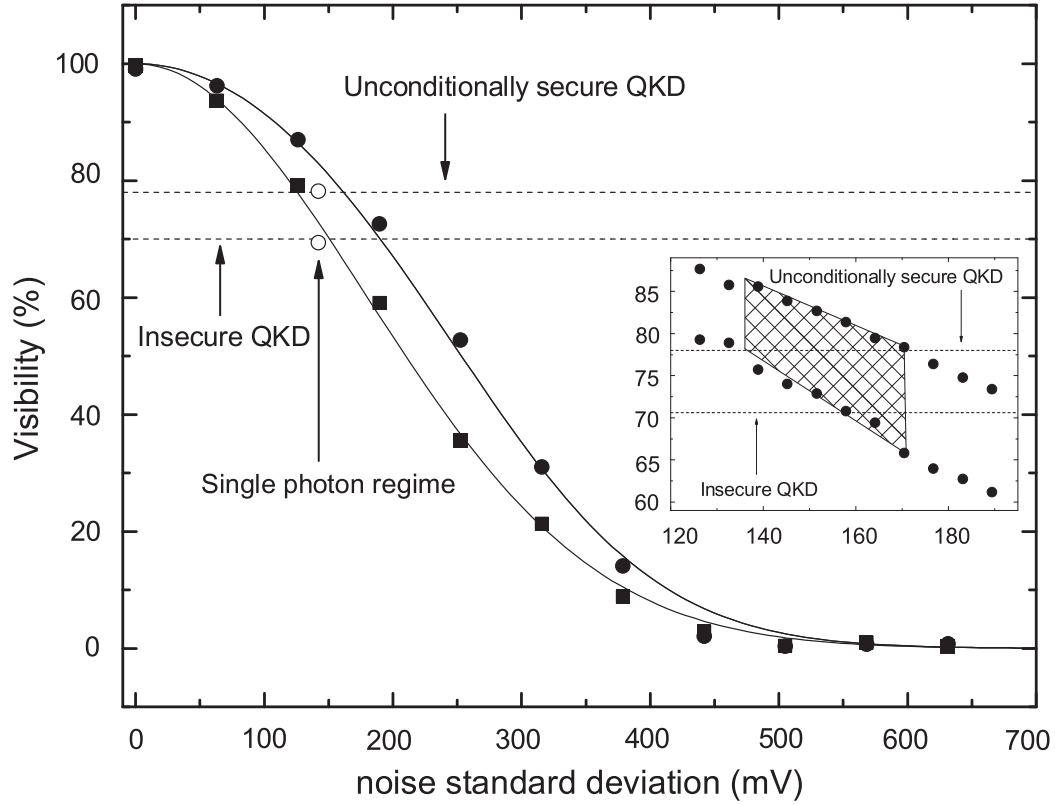 100
80
60
40
20
0
Visibility (%)
Unconditionally secure QKD
Insecure QKD
Single photon regime
85
80
75
70
65
60
Unconditionally secure QKD
Insecure QKD
120 140 160 180
0 100 200 300 400 500 600 700
noise standard deviation (mV)